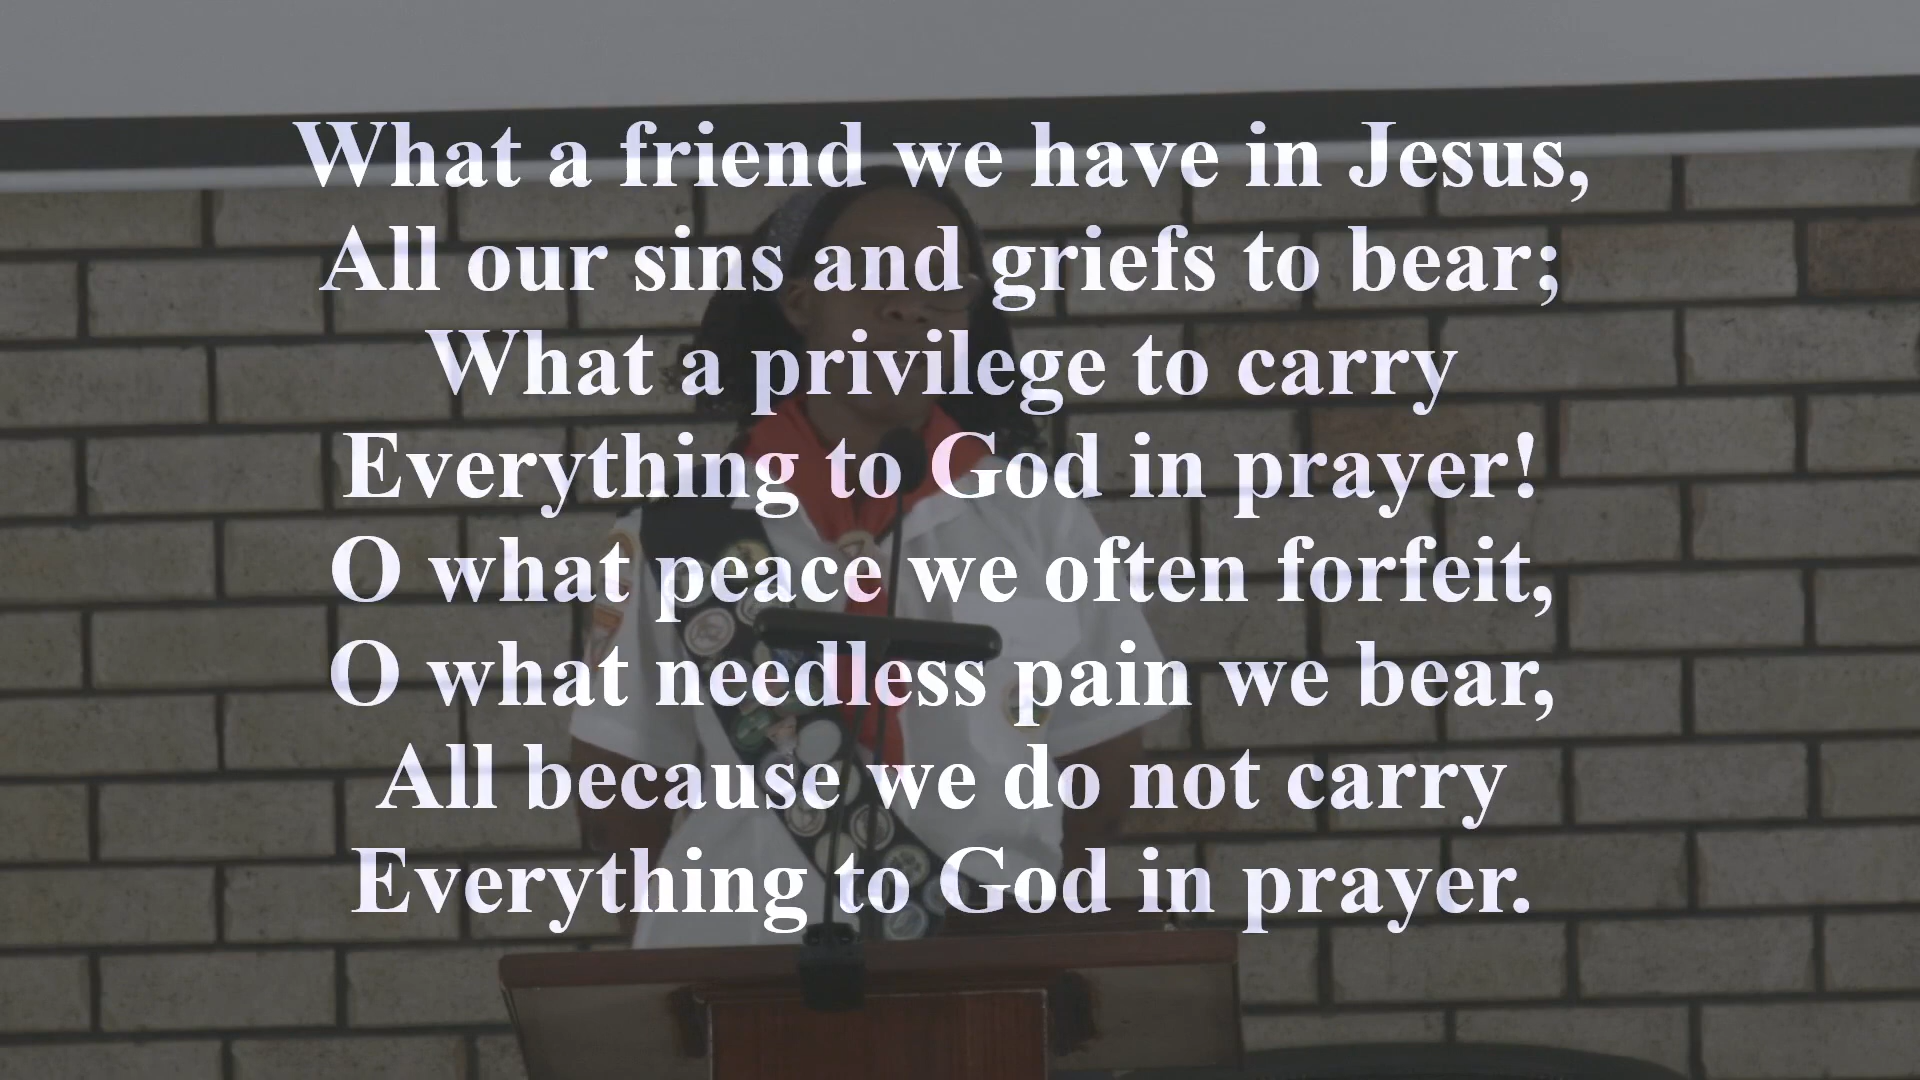 What a friend we have in Jesus,
All our sins and griefs to bear;
What a privilege to carry
Everything to God in prayer!
O what peace we often forfeit,
O what needless pain we bear,
All because we do not carry
Everything to God in prayer.